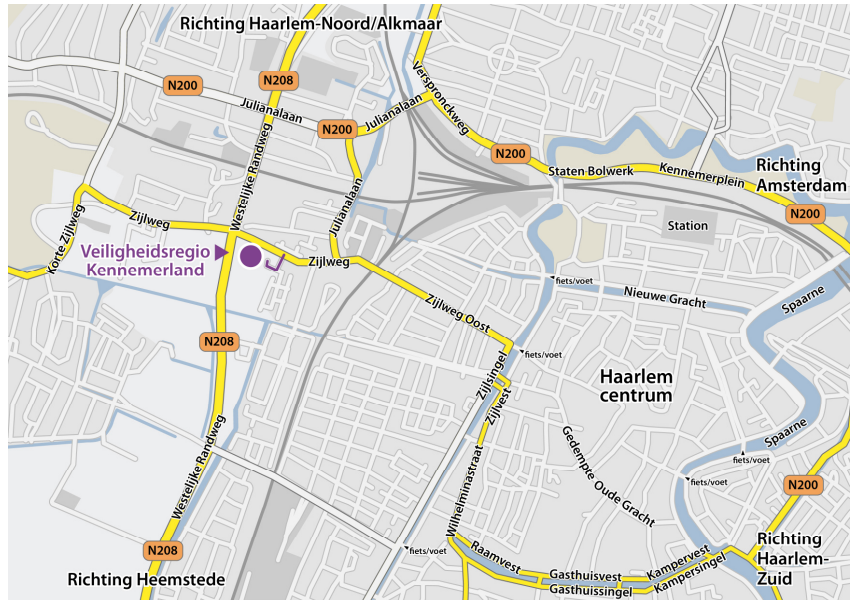 Richting Haarlem-Noord/Alkmaar
N208
N200
Julianalaan
N200
Julianalaan
Verspronckweg
N200
Staten Bolwerk
Kennemerplein
Richting
Amsterdam
N200
Westelijke Randweg
Julianalaan
Station
Korte Zijlweg
Zijlweg
Veiligheidsregio
Kennemerland
Zijlweg
fiets/voet
Nieuwe Gracht
Spaarne
Zijlweg Oost
N208
fiets/voet
Zijlsingel
Zijlvest
Haarlem
centrum
Westelijke Randweg
Gedempte Oude Gracht
Spaarne
fiets/voet
fiets/voet
N200
Wilhelminastraat
fiets/voet
N208
Raamvest
Gasthuisvest
Gasthuissingel
Kampervest
Kampersingel
Richting
Haarlem-
Zuid
Richting Heemstede